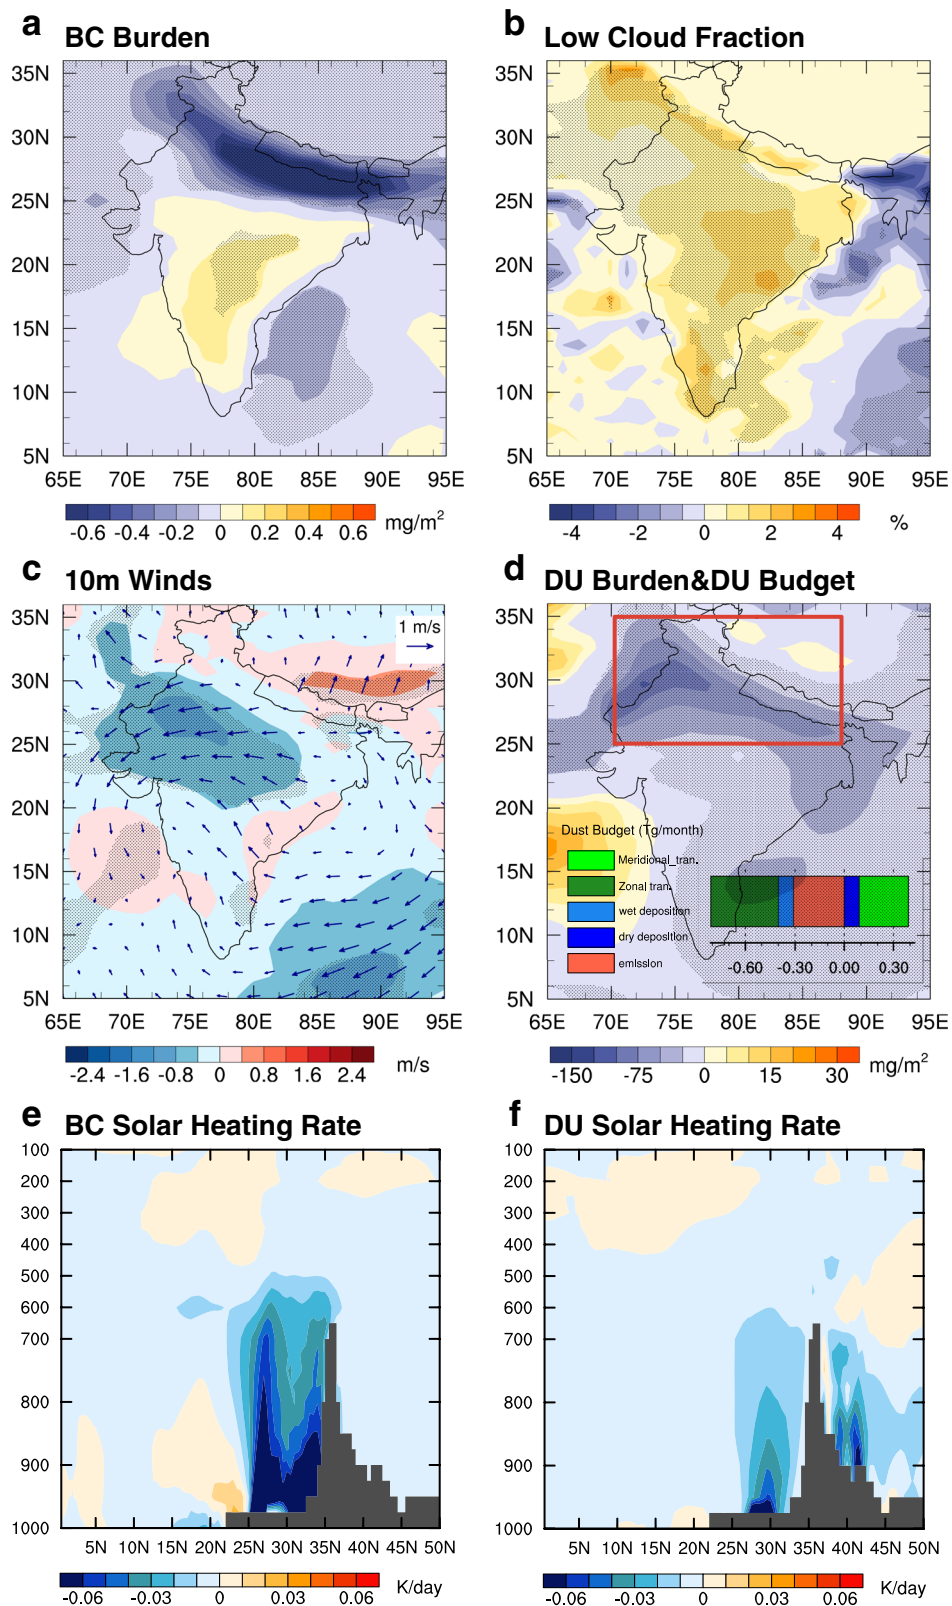 a BC Burden
b Low Cloud Fraction
35N
30N
25N
20N
15N
10N
5N
65E 70E 75E 80E 85E 90E 95E
35N
30N
25N
20N
15N
10N
5N
65E 70E 75E 80E 85E 90E 95E
-0.6 -0.4 -0.2 0 0.2 0.4 0.6 mg/m²
-4 -2 0 2 4 %
c 10m Winds
d DU Burden&DU Budget
35N
30N
25N
20N
15N
10N
5N
1 m/s
65E 70E 75E 80E 85E 90E 95E
35N
30N
25N
20N
15N
10N
5N
Dust Budget (Tg/month)
Meridional_tran.
Zonal tran.
wet deposition
dry deposition
emission
-0.60 -0.30 0.00 0.30
65E 70E 75E 80E 85E 90E 95E
-2.4 -1.6 -0.8 0 0.8 1.6 2.4 m/s
-150 -75 0 15 30 mg/m²
e BC Solar Heating Rate
f DU Solar Heating Rate
100
200
300
400
500
600
700
800
900
1000
5N 10N 15N 20N 25N 30N 35N 40N 45N 50N
100
200
300
400
500
600
700
800
900
1000
5N 10N 15N 20N 25N 30N 35N 40N 45N 50N
-0.06 -0.03 0 0.03 0.06 K/day
-0.06 -0.03 0 0.03 0.06 K/day